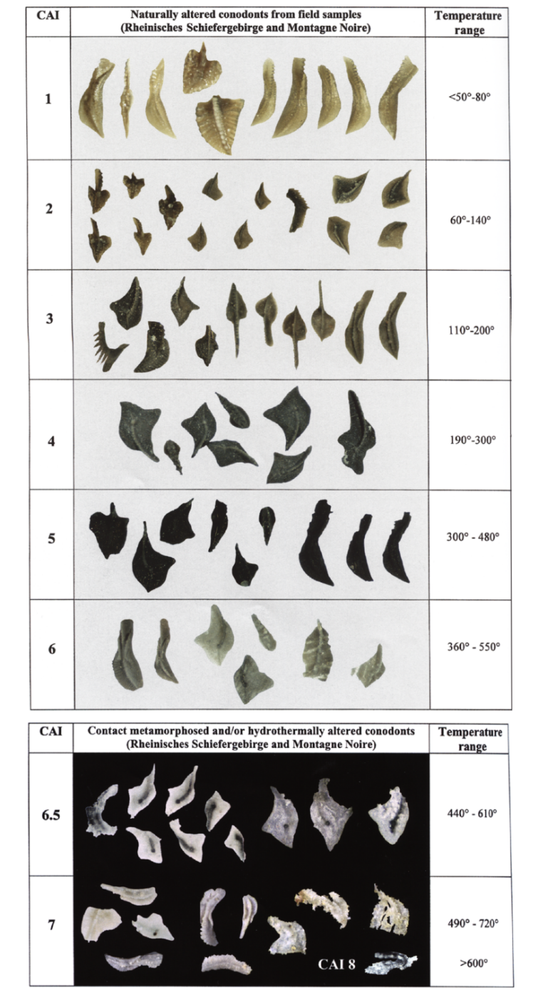 CAI Naturally altered conodonts from field samples Temperature
(Rheinisches Schiefergebirge and Montagne Noire) range
1 <50°-80°
2 60°-140°
3 110°-200°
4 190°-300°
5 300° - 480°
6 360° - 550°
CAI Contact metamorphosed and/or hydrothermally altered conodonts Temperature
(Rheinisches Schiefergebirge and Montagne Noire) range
6.5 440° - 610°
7 490° - 720°
CAI 8 >600°